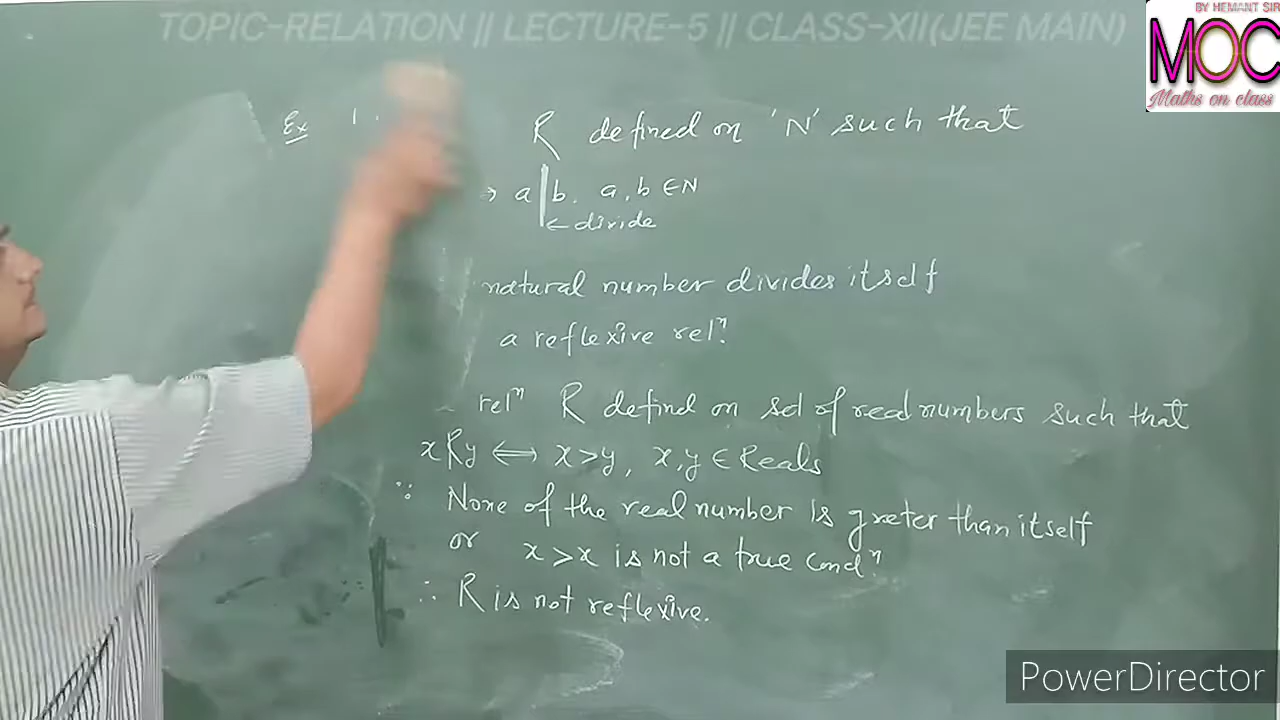 TOPIC-RELATION || LECTURE-5 || CLASS-XII(JEE MAIN)
BY HEMANT SIR
MOC
Maths on class
Ex 1. R defined on 'N' such that
→ a | b. a, b ∈ N
← divide
natural number divides itself
a reflexive relⁿ.
relⁿ R defind on set of real numbers such that
xRy ⟺ x>y, x,y ∈ Reals
∵ None of the real number is greter than itself
or x>x is not a true condⁿ.
∴ R is not reflexive.
PowerDirector